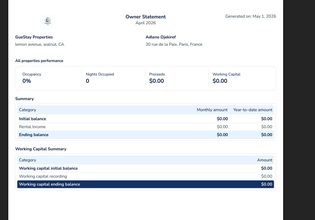 Owner Statement
April 2026
Generated on: May 1, 2026
GueStay Properties
lemon avenue, walnut, CA
Adlene Djekiref
30 rue de la Paix, Paris, France
All properties performance
Occupancy
0%
Nights Occupied
0
Proceeds
$0.00
Working Capital
$0.00
Summary
Category Monthly amount Year-to-date amount
Initial balance $0.00 $0.00
Rental Income $0.00 $0.00
Ending balance $0.00 $0.00
Working Capital Summary
Category Amount
Working capital initial balance $0.00
Working capital recording $0.00
Working capital ending balance $0.00